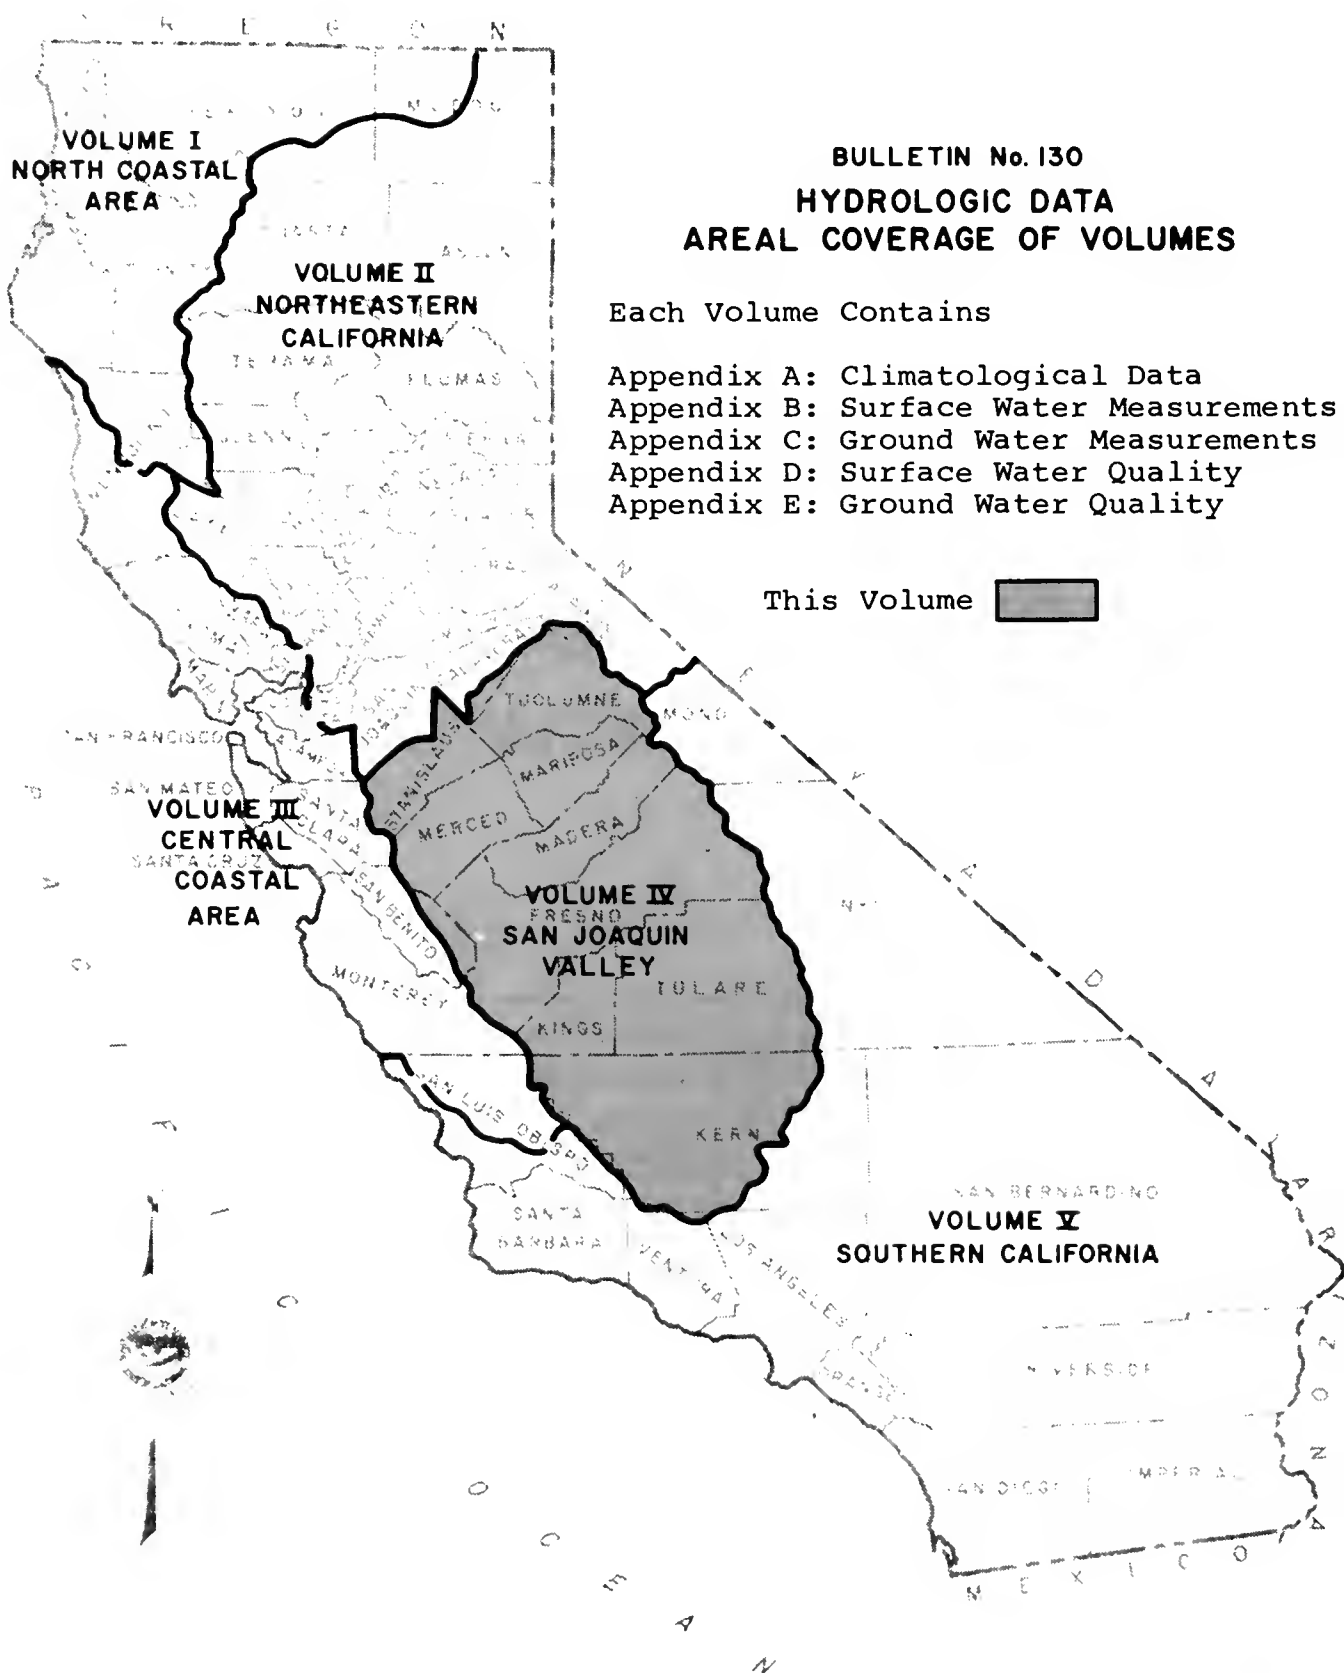 OREGON
MODOC
VOLUME I
NORTH COASTAL
AREA
BULLETIN No. 130
HYDROLOGIC DATA
AREAL COVERAGE OF VOLUMES
VOLUME II
NORTHEASTERN
CALIFORNIA
TEHAMA
PLUMAS
Each Volume Contains
Appendix A: Climatological Data
Appendix B: Surface Water Measurements
Appendix C: Ground Water Measurements
Appendix D: Surface Water Quality
Appendix E: Ground Water Quality
This Volume
NEVADA
TUOLUMNE
MONO
SAN FRANCISCO
STANISLAUS
MARIPOSA
SAN MATEO
SANTA
CLARA
MERCED
MADERA
VOLUME III
CENTRAL
COASTAL
AREA
SANTA CRUZ
SAN BENITO
VOLUME IV
SAN JOAQUIN
VALLEY
FRESNO
MONTEREY
TULARE
KINGS
SAN LUIS OBISPO
KERN
SAN BERNARDINO
VOLUME V
SOUTHERN CALIFORNIA
SANTA
BARBARA
VENTURA
LOS ANGELES
ORANGE
RIVERSIDE
SAN DIEGO
IMPERIAL
ARIZONA
MEXICO
PACIFIC
OCEAN